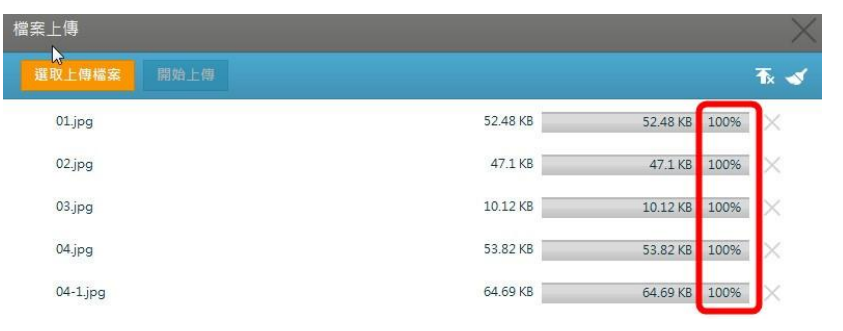 檔案上傳
選取上傳檔案 開始上傳
01.jpg 52.48 KB 52.48 KB 100%
02.jpg 47.1 KB 47.1 KB 100%
03.jpg 10.12 KB 10.12 KB 100%
04.jpg 53.82 KB 53.82 KB 100%
04-1.jpg 64.69 KB 64.69 KB 100%